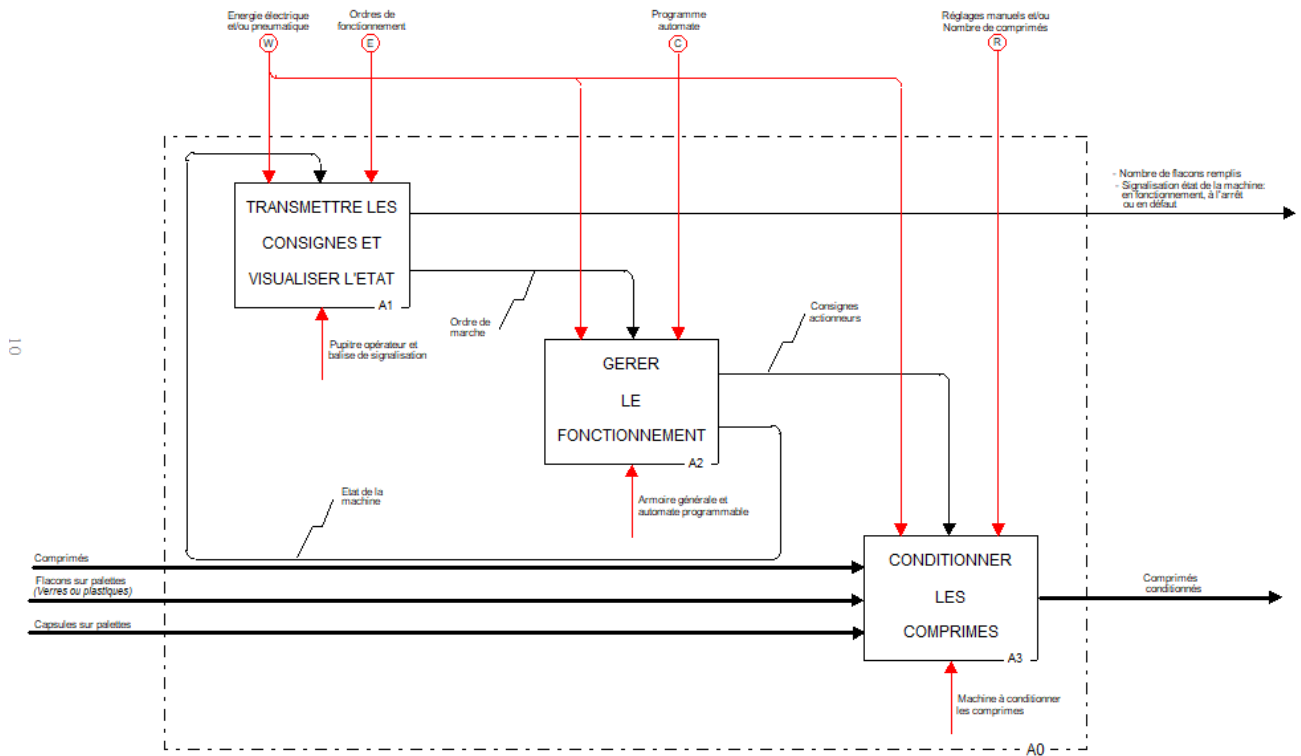 Energie électrique
et/ou pneumatique
W
Ordres de
fonctionnement
E
Programme
automate
C
Réglages manuels et/ou
Nombre de comprimés
R
TRANSMETTRE LES
CONSIGNES ET
VISUALISER L'ETAT
A1
- Nombre de flacons remplis
- Signalisation état de la machine:
en fonctionnement, à l'arrêt
ou en défaut
Ordre de
marche
Pupitre opérateur et
balise de signalisation
Consignes
actionneurs
10
GERER
LE
FONCTIONNEMENT
A2
Armoire générale et
automate programmable
Etat de la
machine
Comprimés
Flacons sur palettes
(Verres ou plastiques)
Capsules sur palettes
CONDITIONNER
LES
COMPRIMES
A3
Comprimés
conditionnés
Machine à conditionner
les comprimes
A0